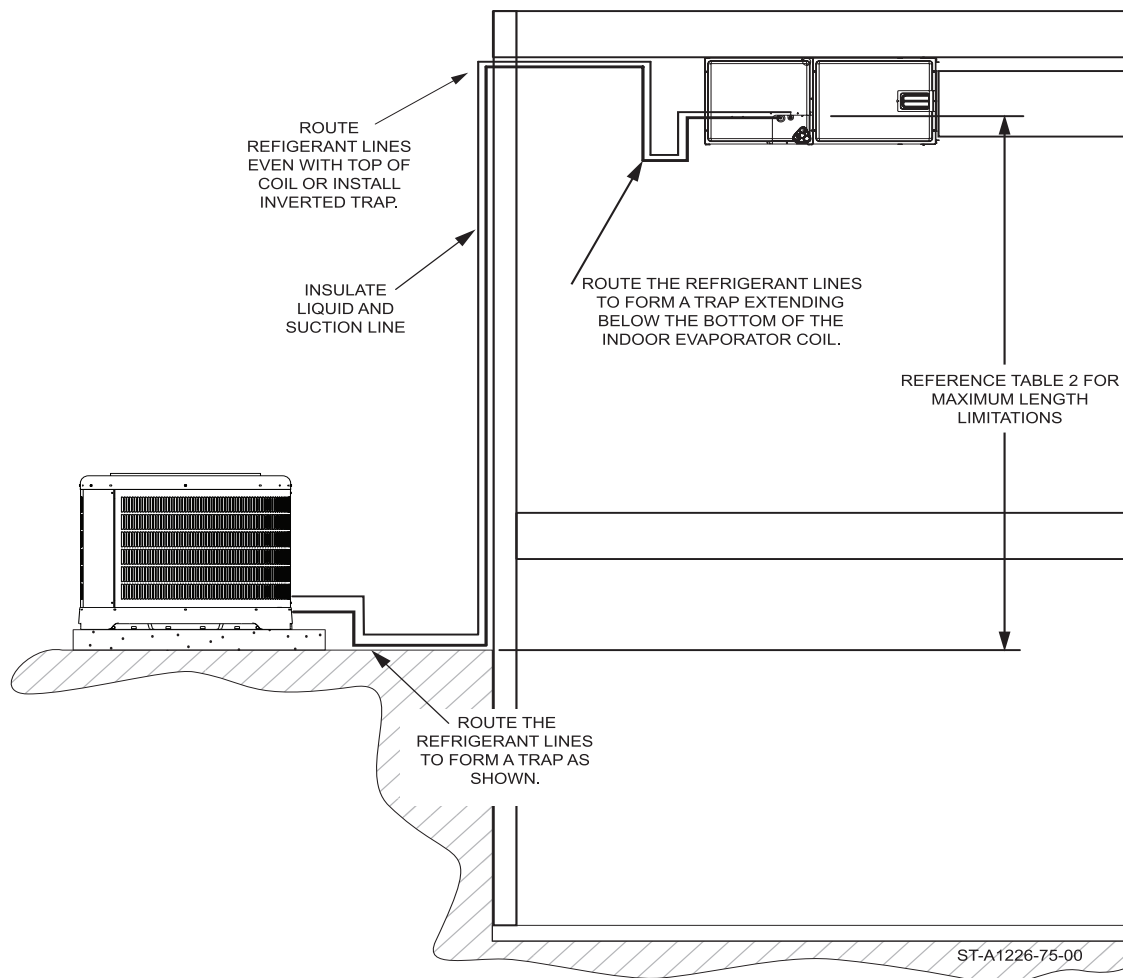 ROUTE
REFIGERANT LINES
EVEN WITH TOP OF
COIL OR INSTALL
INVERTED TRAP.
INSULATE
LIQUID AND
SUCTION LINE
ROUTE THE REFRIGERANT LINES
TO FORM A TRAP EXTENDING
BELOW THE BOTTOM OF THE
INDOOR EVAPORATOR COIL.
REFERENCE TABLE 2 FOR
MAXIMUM LENGTH
LIMITATIONS
ROUTE THE
REFRIGERANT LINES
TO FORM A TRAP AS
SHOWN.
ST-A1226-75-00